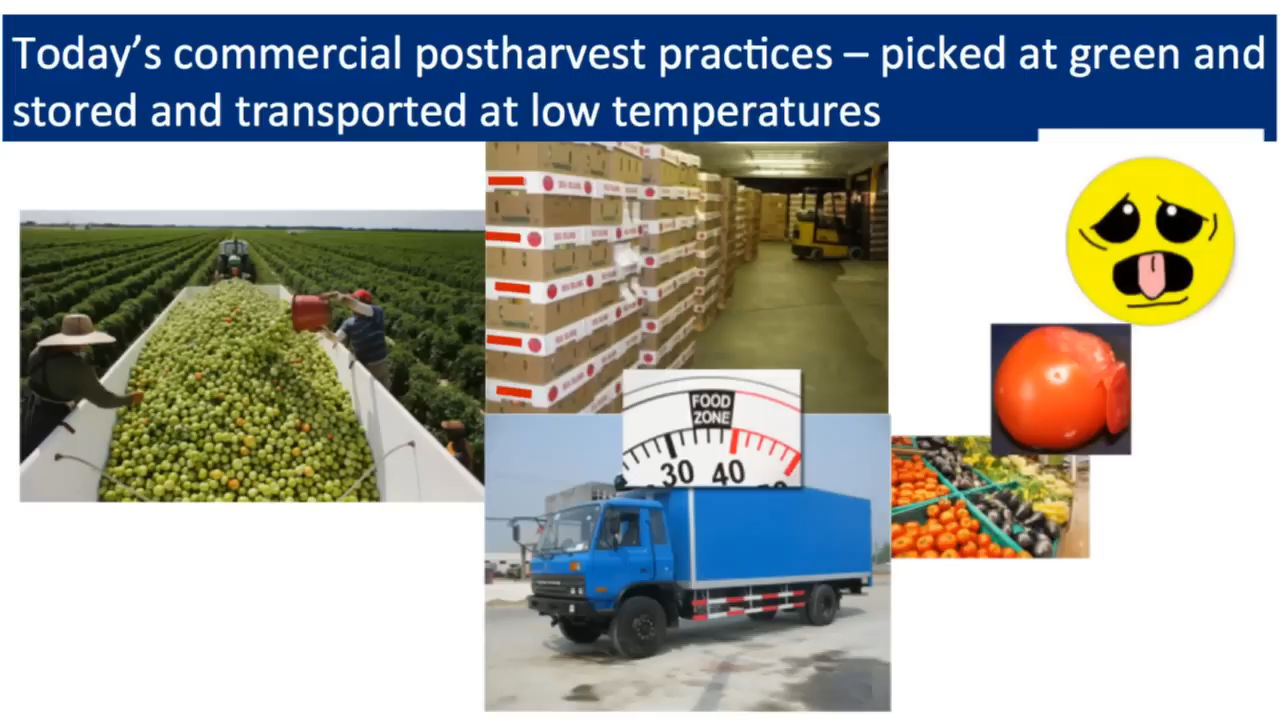 Today’s commercial postharvest practices – picked at green and
stored and transported at low temperatures
FOOD
ZONE
30 40